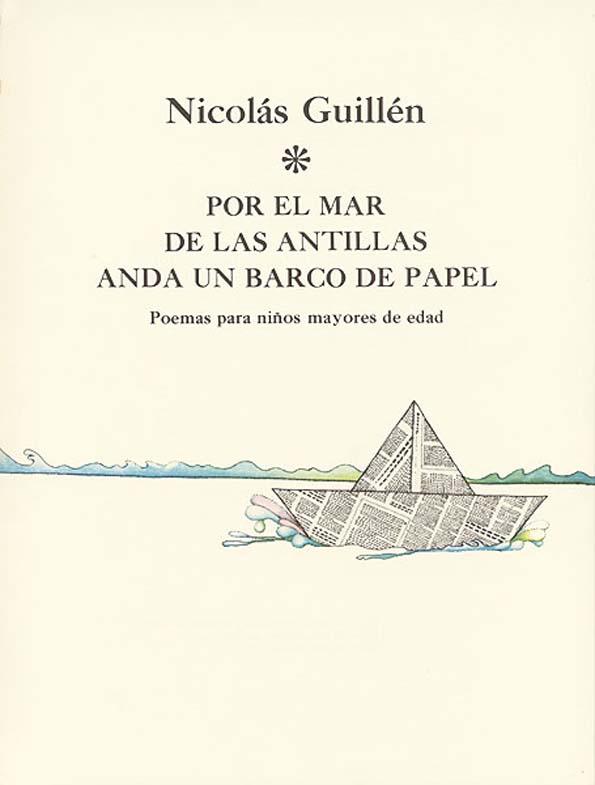 Nicolás Guillén
POR EL MAR
DE LAS ANTILLAS
ANDA UN BARCO DE PAPEL
Poemas para niños mayores de edad